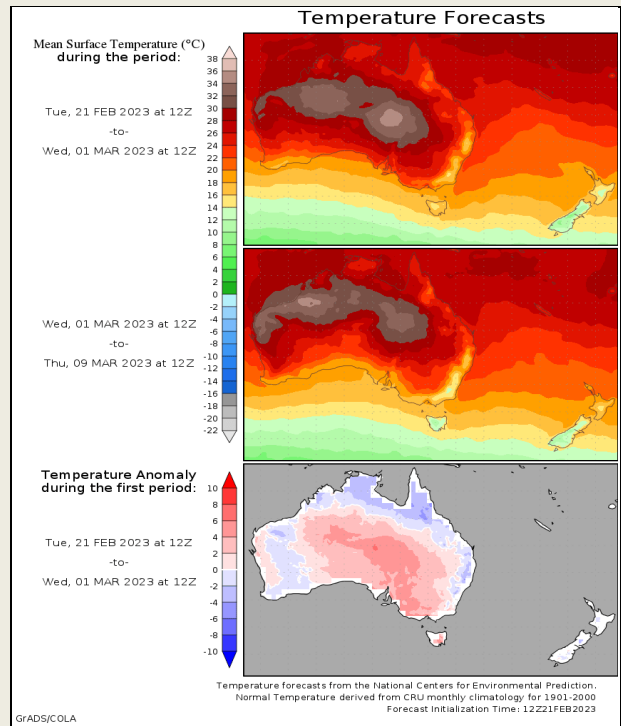 Temperature Forecasts
Mean Surface Temperature (°C)
during the period:
Tue, 21 FEB 2023 at 12Z
-to-
Wed, 01 MAR 2023 at 12Z
38
36
34
32
30
28
26
24
22
20
18
16
14
12
10
8
6
4
2
0
-2
-4
-6
-8
-10
-12
-14
-16
-18
-20
-22
Wed, 01 MAR 2023 at 12Z
-to-
Thu, 09 MAR 2023 at 12Z
Temperature Anomaly
during the first period:
Tue, 21 FEB 2023 at 12Z
-to-
Wed, 01 MAR 2023 at 12Z
10
8
6
4
2
0
-2
-4
-6
-8
-10
Temperature forecasts from the National Centers for Environmental Prediction.
Normal Temperature derived from CRU monthly climatology for 1901-2000
Forecast Initialization Time: 12Z21FEB2023
GrADS/COLA